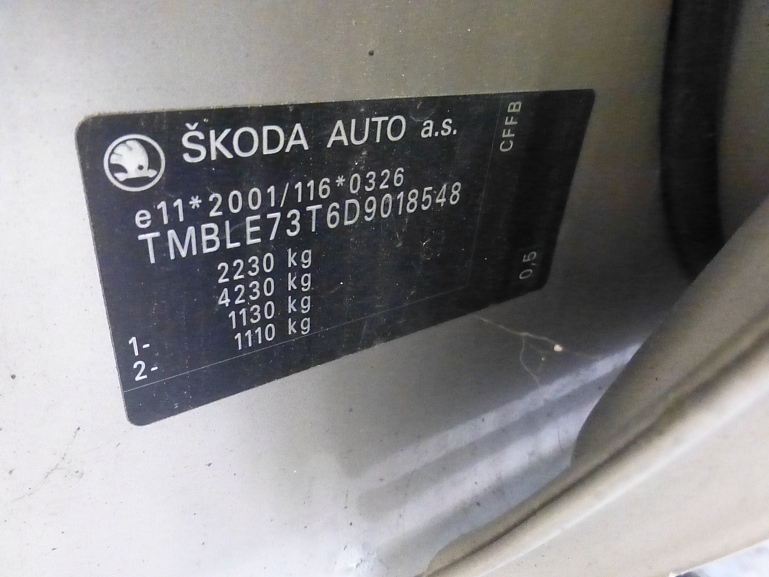 ŠKODA AUTO a.s.
e11*2001/116*0326
TMBLE73T6D9018548
2230 kg
4230 kg
1- 1130 kg
2- 1110 kg
CFFB
0,5